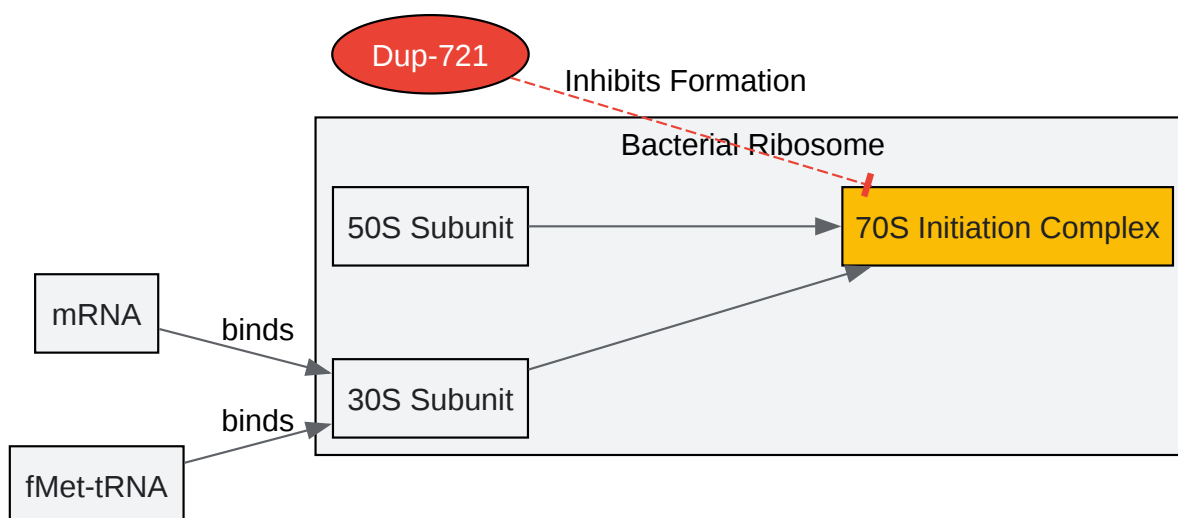 Dup-721
Inhibits Formation
Bacterial Ribosome
50S Subunit
70S Initiation Complex
mRNA
binds
30S Subunit
binds
fMet-tRNA